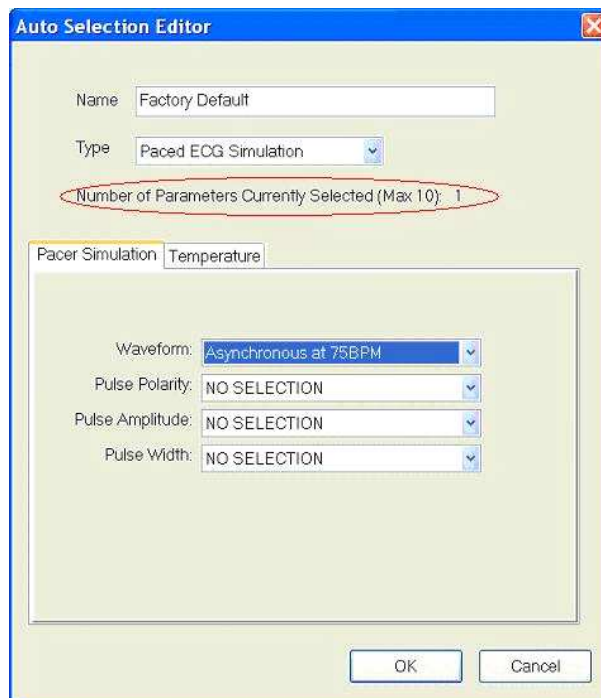 Auto Selection Editor
Name Factory Default
Type Paced ECG Simulation
Number of Parameters Currently Selected (Max 10): 1
Pacer Simulation Temperature
Waveform: Asynchronous at 75BPM
Pulse Polarity: NO SELECTION
Pulse Amplitude: NO SELECTION
Pulse Width: NO SELECTION
OK Cancel